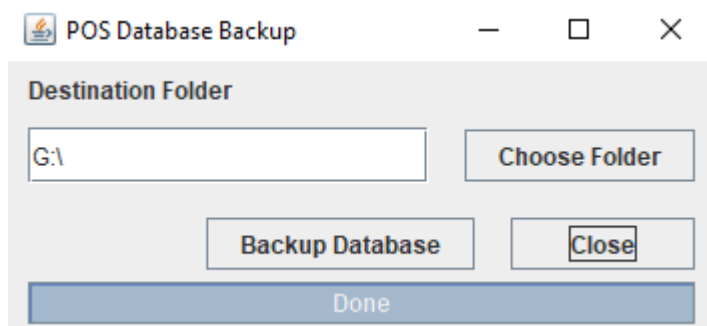 POS Database Backup
Destination Folder
G:\
Choose Folder
Backup Database
Close
Done